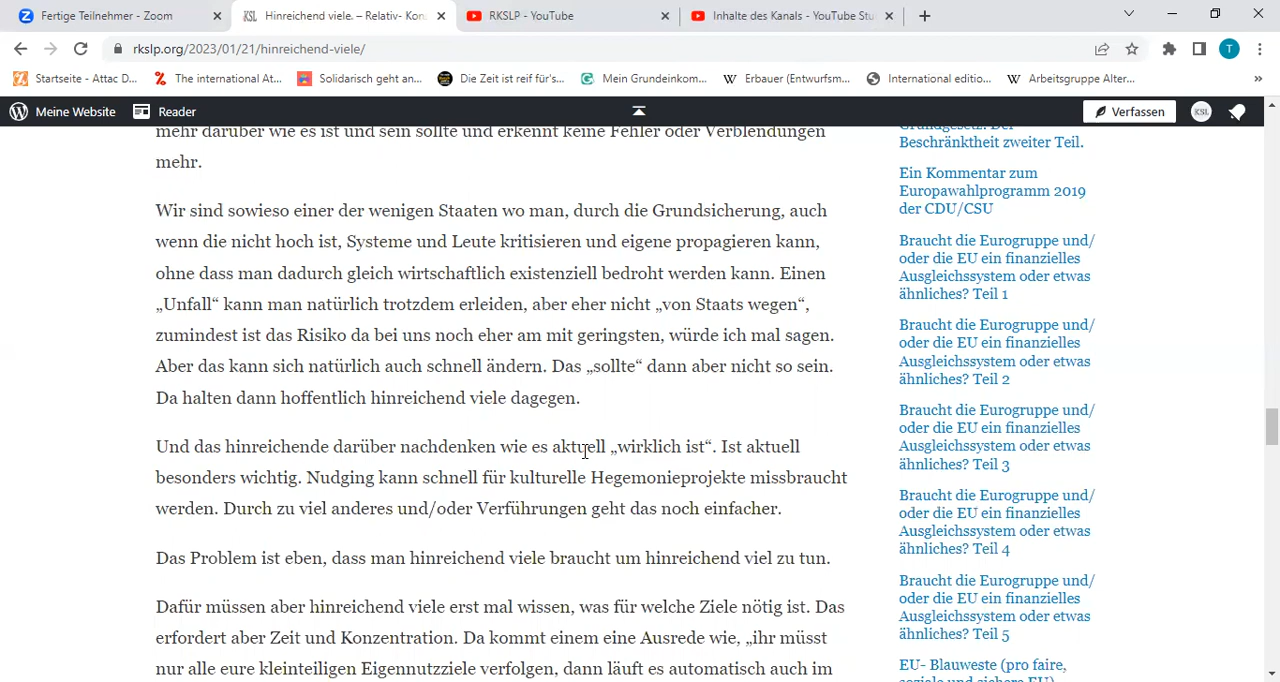 Fertige Teilnehmer - Zoom
Hinreichend viele. – Relativ- Kon
RKSLP - YouTube
Inhalte des Kanals - YouTube Stu
rkslp.org/2023/01/21/hinreichend-viele/
T
Startseite - Attac D...
The international At...
Solidarisch geht an...
Die Zeit ist reif für's...
Mein Grundeinkom...
Erbauer (Entwurfsm...
International editio...
Arbeitsgruppe Alter...
»
Meine Website
Reader
Verfassen
KSL
mehr darüber wie es ist und sein sollte und erkennt keine Fehler oder Verblendungen
mehr.
Wir sind sowieso einer der wenigen Staaten wo man, durch die Grundsicherung, auch
wenn die nicht hoch ist, Systeme und Leute kritisieren und eigene propagieren kann,
ohne dass man dadurch gleich wirtschaftlich existenziell bedroht werden kann. Einen
„Unfall“ kann man natürlich trotzdem erleiden, aber eher nicht „von Staats wegen“,
zumindest ist das Risiko da bei uns noch eher am mit geringsten, würde ich mal sagen.
Aber das kann sich natürlich auch schnell ändern. Das „sollte“ dann aber nicht so sein.
Da halten dann hoffentlich hinreichend viele dagegen.
Und das hinreichende darüber nachdenken wie es aktuell „wirklich ist“. Ist aktuell
besonders wichtig. Nudging kann schnell für kulturelle Hegemonieprojekte missbraucht
werden. Durch zu viel anderes und/oder Verführungen geht das noch einfacher.
Das Problem ist eben, dass man hinreichend viele braucht um hinreichend viel zu tun.
Dafür müssen aber hinreichend viele erst mal wissen, was für welche Ziele nötig ist. Das
erfordert aber Zeit und Konzentration. Da kommt einem eine Ausrede wie, „ihr müsst
nur alle eure kleinteiligen Eigennutzziele verfolgen, dann läuft es automatisch auch im
Grundgesetz. Der
Beschränktheit zweiter Teil.
Ein Kommentar zum
Europawahlprogramm 2019
der CDU/CSU
Braucht die Eurogruppe und/
oder die EU ein finanzielles
Ausgleichssystem oder etwas
ähnliches? Teil 1
Braucht die Eurogruppe und/
oder die EU ein finanzielles
Ausgleichssystem oder etwas
ähnliches? Teil 2
Braucht die Eurogruppe und/
oder die EU ein finanzielles
Ausgleichssystem oder etwas
ähnliches? Teil 3
Braucht die Eurogruppe und/
oder die EU ein finanzielles
Ausgleichssystem oder etwas
ähnliches? Teil 4
Braucht die Eurogruppe und/
oder die EU ein finanzielles
Ausgleichssystem oder etwas
ähnliches? Teil 5
EU- Blauweste (pro faire,
soziale und sichere EU)